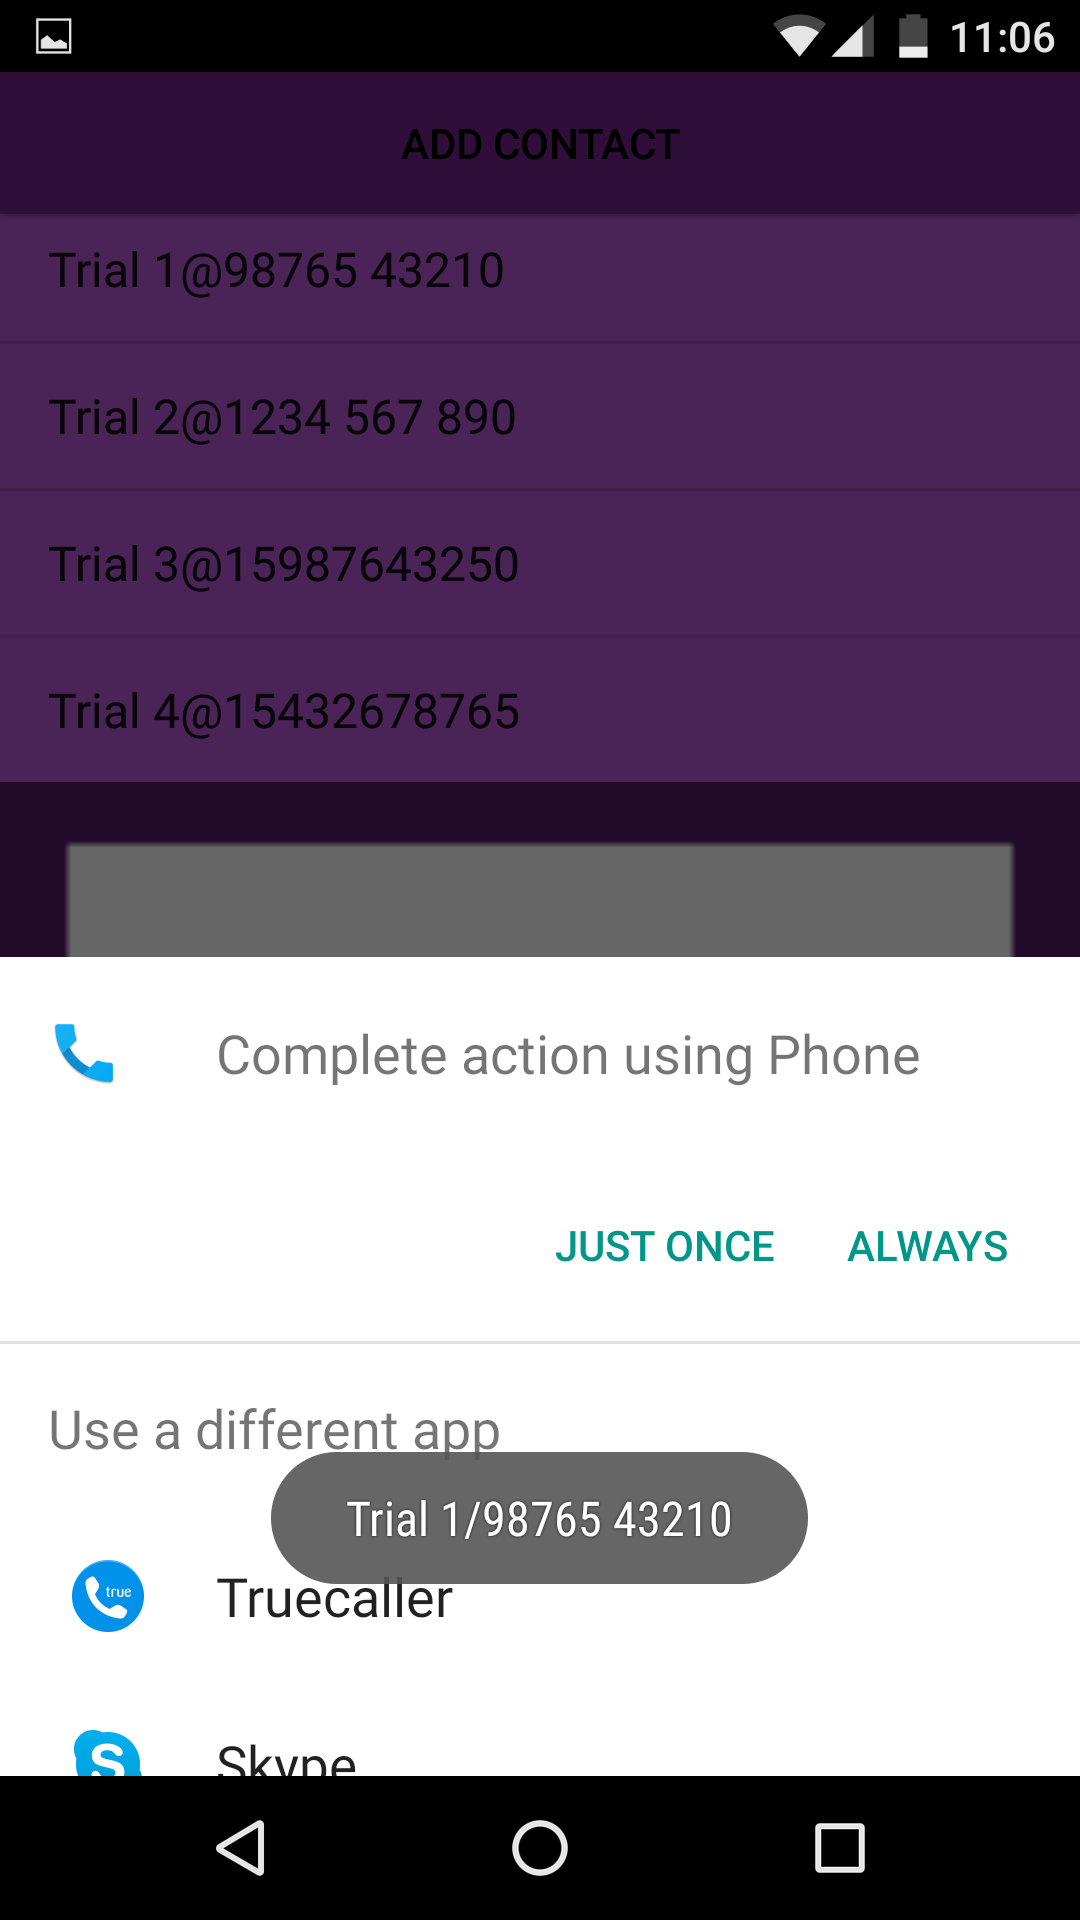 11:06
ADD CONTACT
Trial 1@98765 43210
Trial 2@1234 567 890
Trial 3@15987643250
Trial 4@15432678765
Complete action using Phone
JUST ONCE ALWAYS
Use a different app
Trial 1/98765 43210
true
Truecaller
Skype